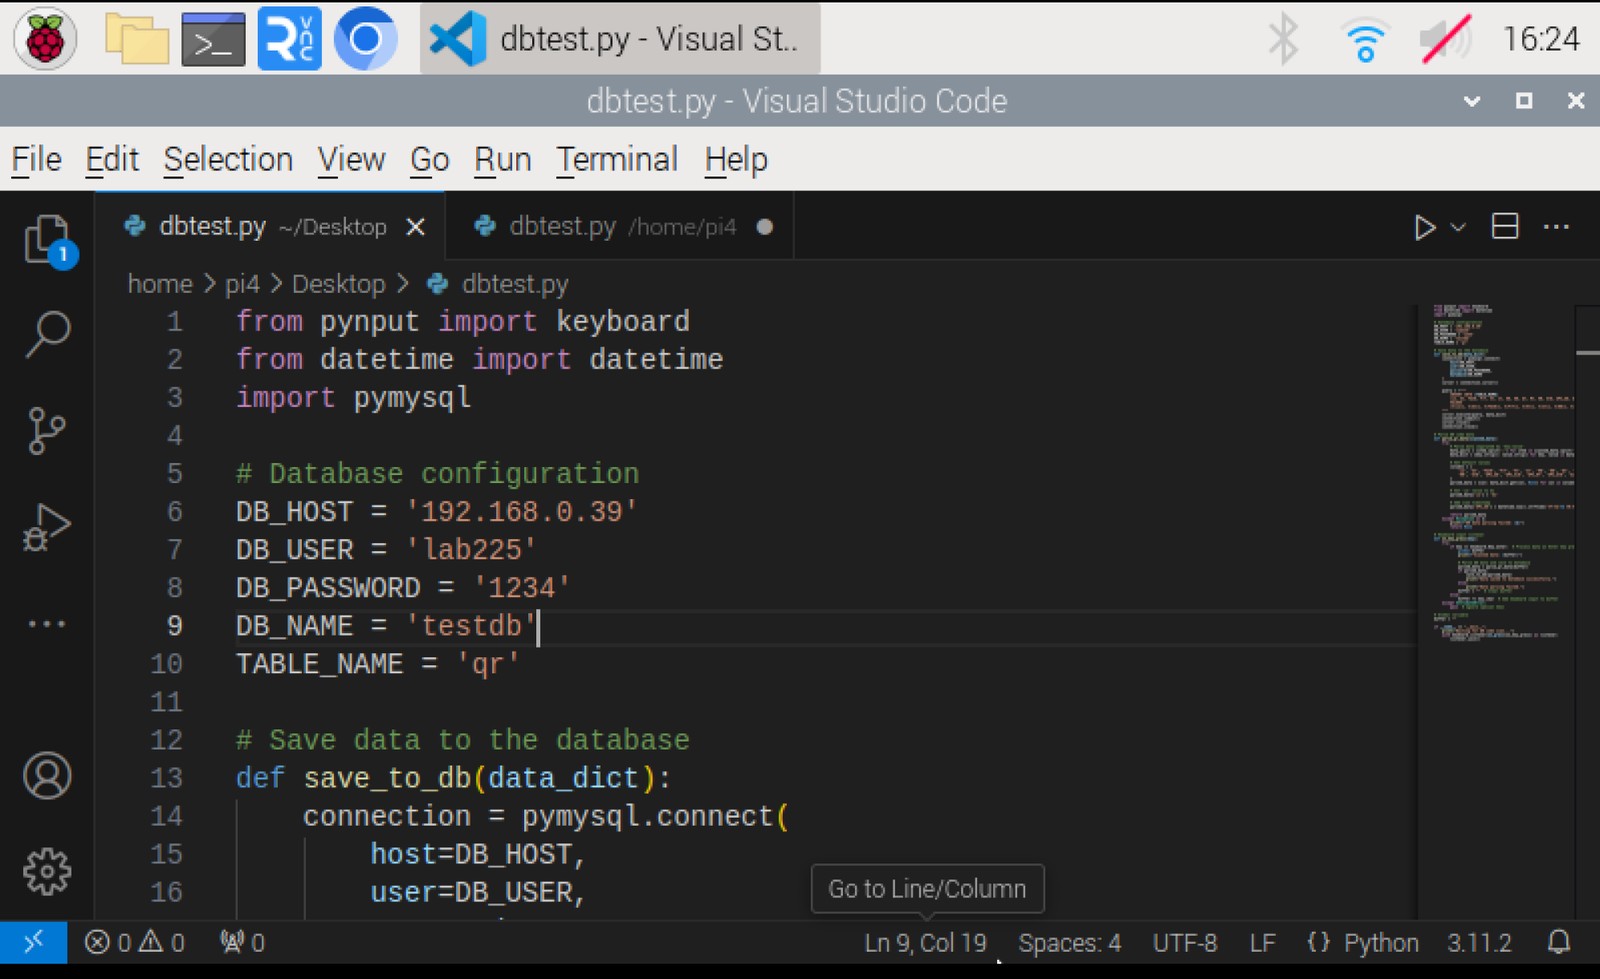 dbtest.py - Visual St..
16:24
dbtest.py - Visual Studio Code
File Edit Selection View Go Run Terminal Help
dbtest.py ~/Desktop
dbtest.py /home/pi4
home > pi4 > Desktop > dbtest.py
1 from pynput import keyboard
2 from datetime import datetime
3 import pymysql
4
5 # Database configuration
6 DB_HOST = '192.168.0.39'
7 DB_USER = 'lab225'
8 DB_PASSWORD = '1234'
9 DB_NAME = 'testdb'
10 TABLE_NAME = 'qr'
11
12 # Save data to the database
13 def save_to_db(data_dict):
14 connection = pymysql.connect(
15 host=DB_HOST,
16 user=DB_USER,
1
Go to Line/Column
0 0 0 Ln 9, Col 19 Spaces: 4 UTF-8 LF {} Python 3.11.2